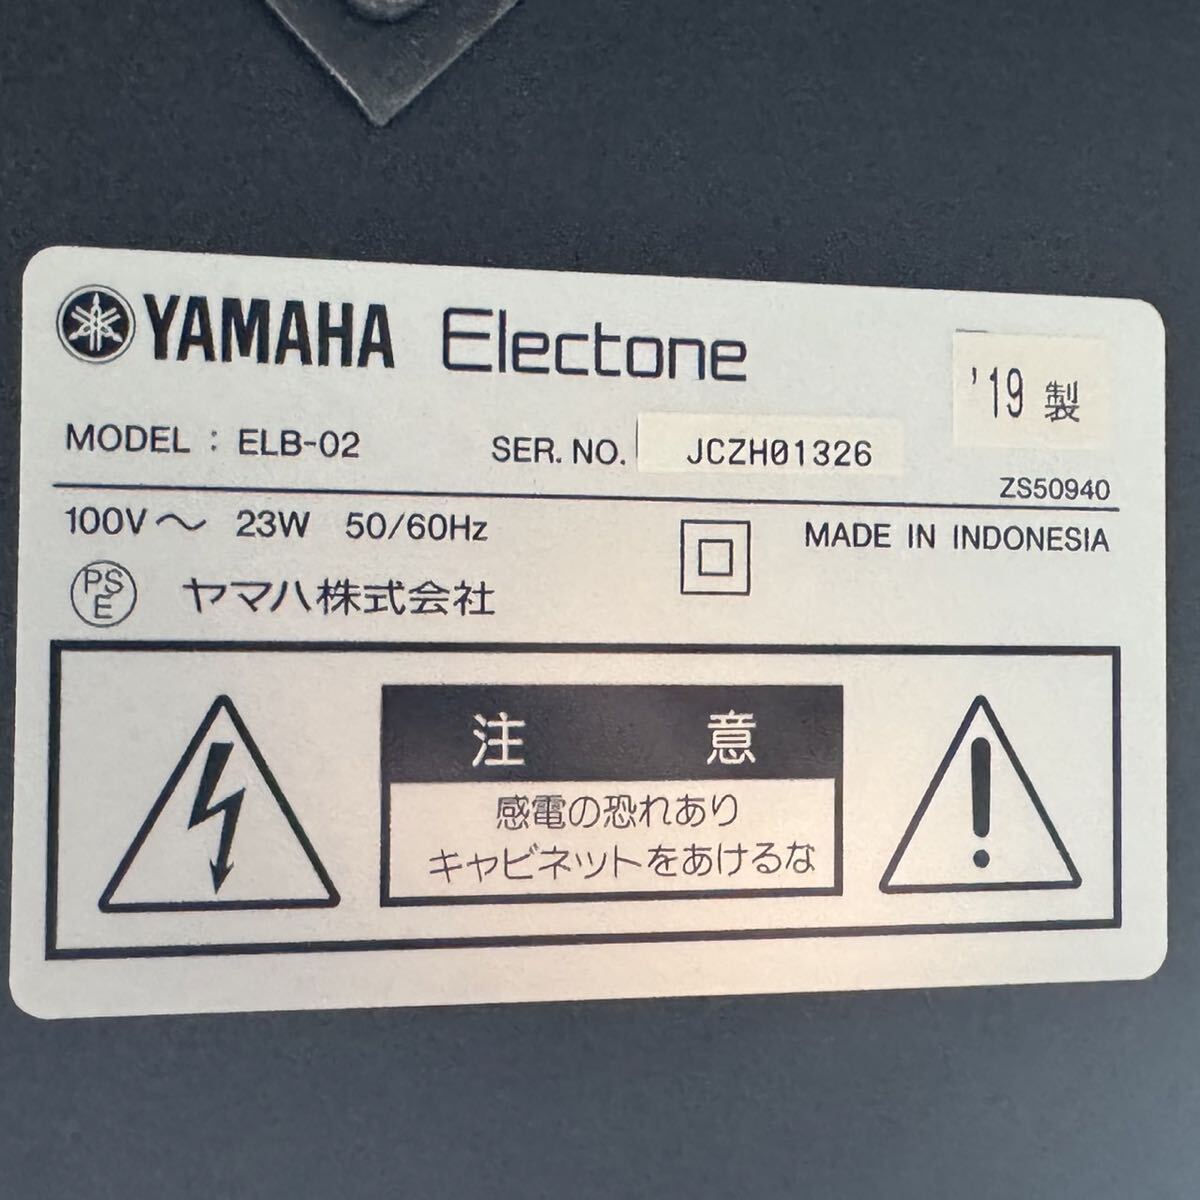 YAMAHA Electone
'19 製
MODEL : ELB-02 SER. NO. JCZH01326
ZS50940
100V〜 23W 50/60Hz
MADE IN INDONESIA
PSE ヤマハ株式会社
注意
感電の恐れあり
キャビネットをあけるな